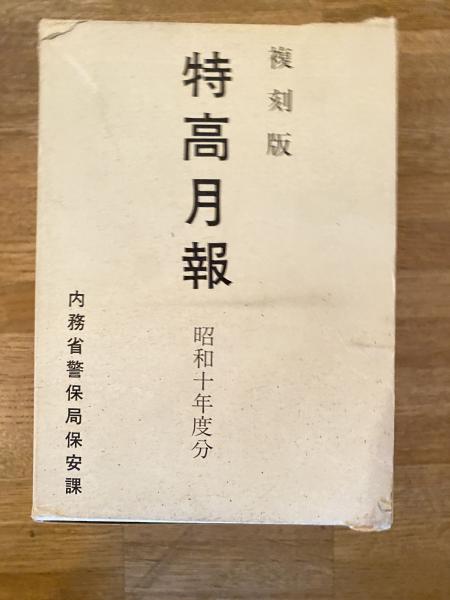 複刻版
特高月報
昭和十年度分
内務省警保局保安課